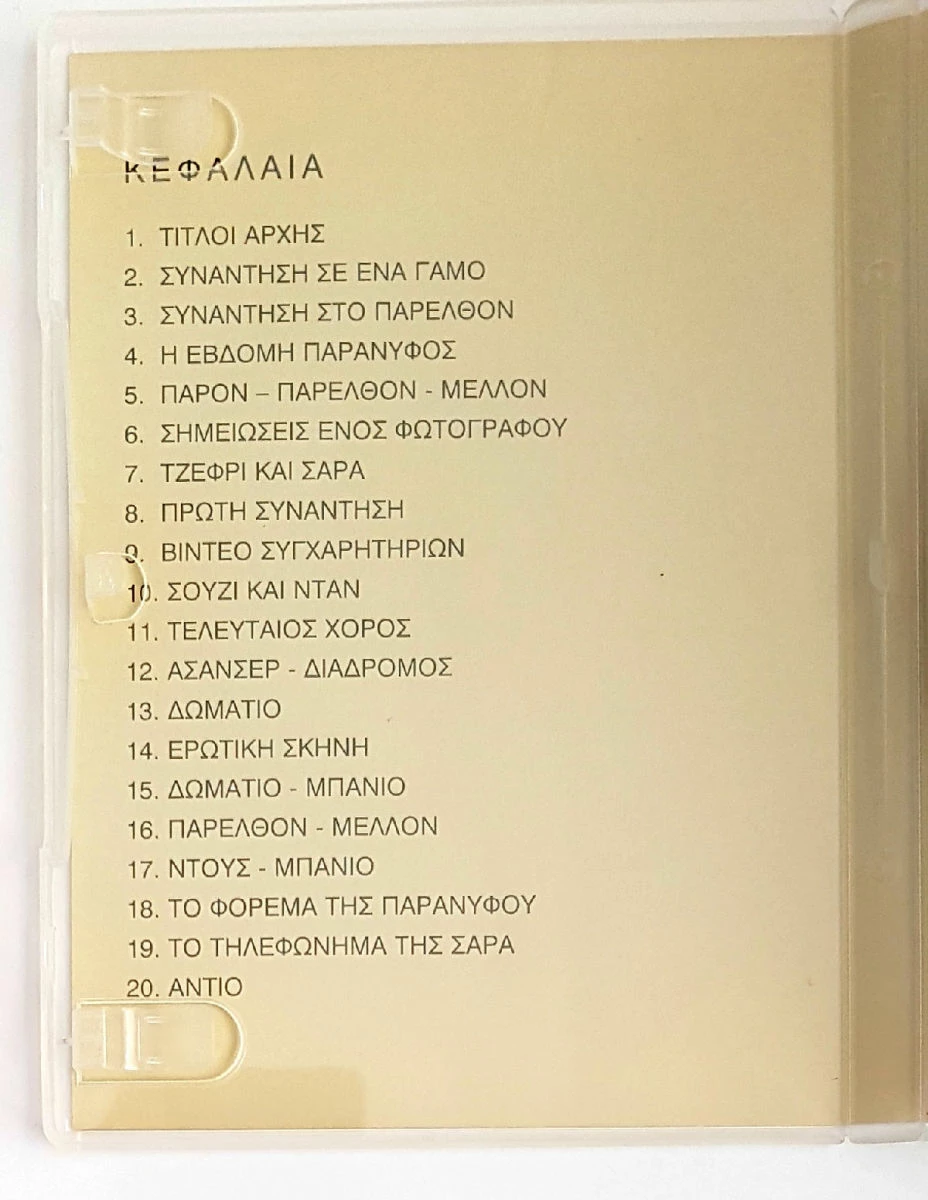 ΚΕΦΑΛΑΙΑ
1. ΤΙΤΛΟΙ ΑΡΧΗΣ
2. ΣΥΝΑΝΤΗΣΗ ΣΕ ΕΝΑ ΓΑΜΟ
3. ΣΥΝΑΝΤΗΣΗ ΣΤΟ ΠΑΡΕΛΘΟΝ
4. Η ΕΒΔΟΜΗ ΠΑΡΑΝΥΦΟΣ
5. ΠΑΡΟΝ – ΠΑΡΕΛΘΟΝ - ΜΕΛΛΟΝ
6. ΣΗΜΕΙΩΣΕΙΣ ΕΝΟΣ ΦΩΤΟΓΡΑΦΟΥ
7. ΤΖΕΦΡΙ ΚΑΙ ΣΑΡΑ
8. ΠΡΩΤΗ ΣΥΝΑΝΤΗΣΗ
9. ΒΙΝΤΕΟ ΣΥΓΧΑΡΗΤΗΡΙΩΝ
10. ΣΟΥΖΙ ΚΑΙ ΝΤΑΝ
11. ΤΕΛΕΥΤΑΙΟΣ ΧΟΡΟΣ
12. ΑΣΑΝΣΕΡ - ΔΙΑΔΡΟΜΟΣ
13. ΔΩΜΑΤΙΟ
14. ΕΡΩΤΙΚΗ ΣΚΗΝΗ
15. ΔΩΜΑΤΙΟ - ΜΠΑΝΙΟ
16. ΠΑΡΕΛΘΟΝ - ΜΕΛΛΟΝ
17. ΝΤΟΥΣ - ΜΠΑΝΙΟ
18. ΤΟ ΦΟΡΕΜΑ ΤΗΣ ΠΑΡΑΝΥΦΟΥ
19. ΤΟ ΤΗΛΕΦΩΝΗΜΑ ΤΗΣ ΣΑΡΑ
20. ΑΝΤΙΟ